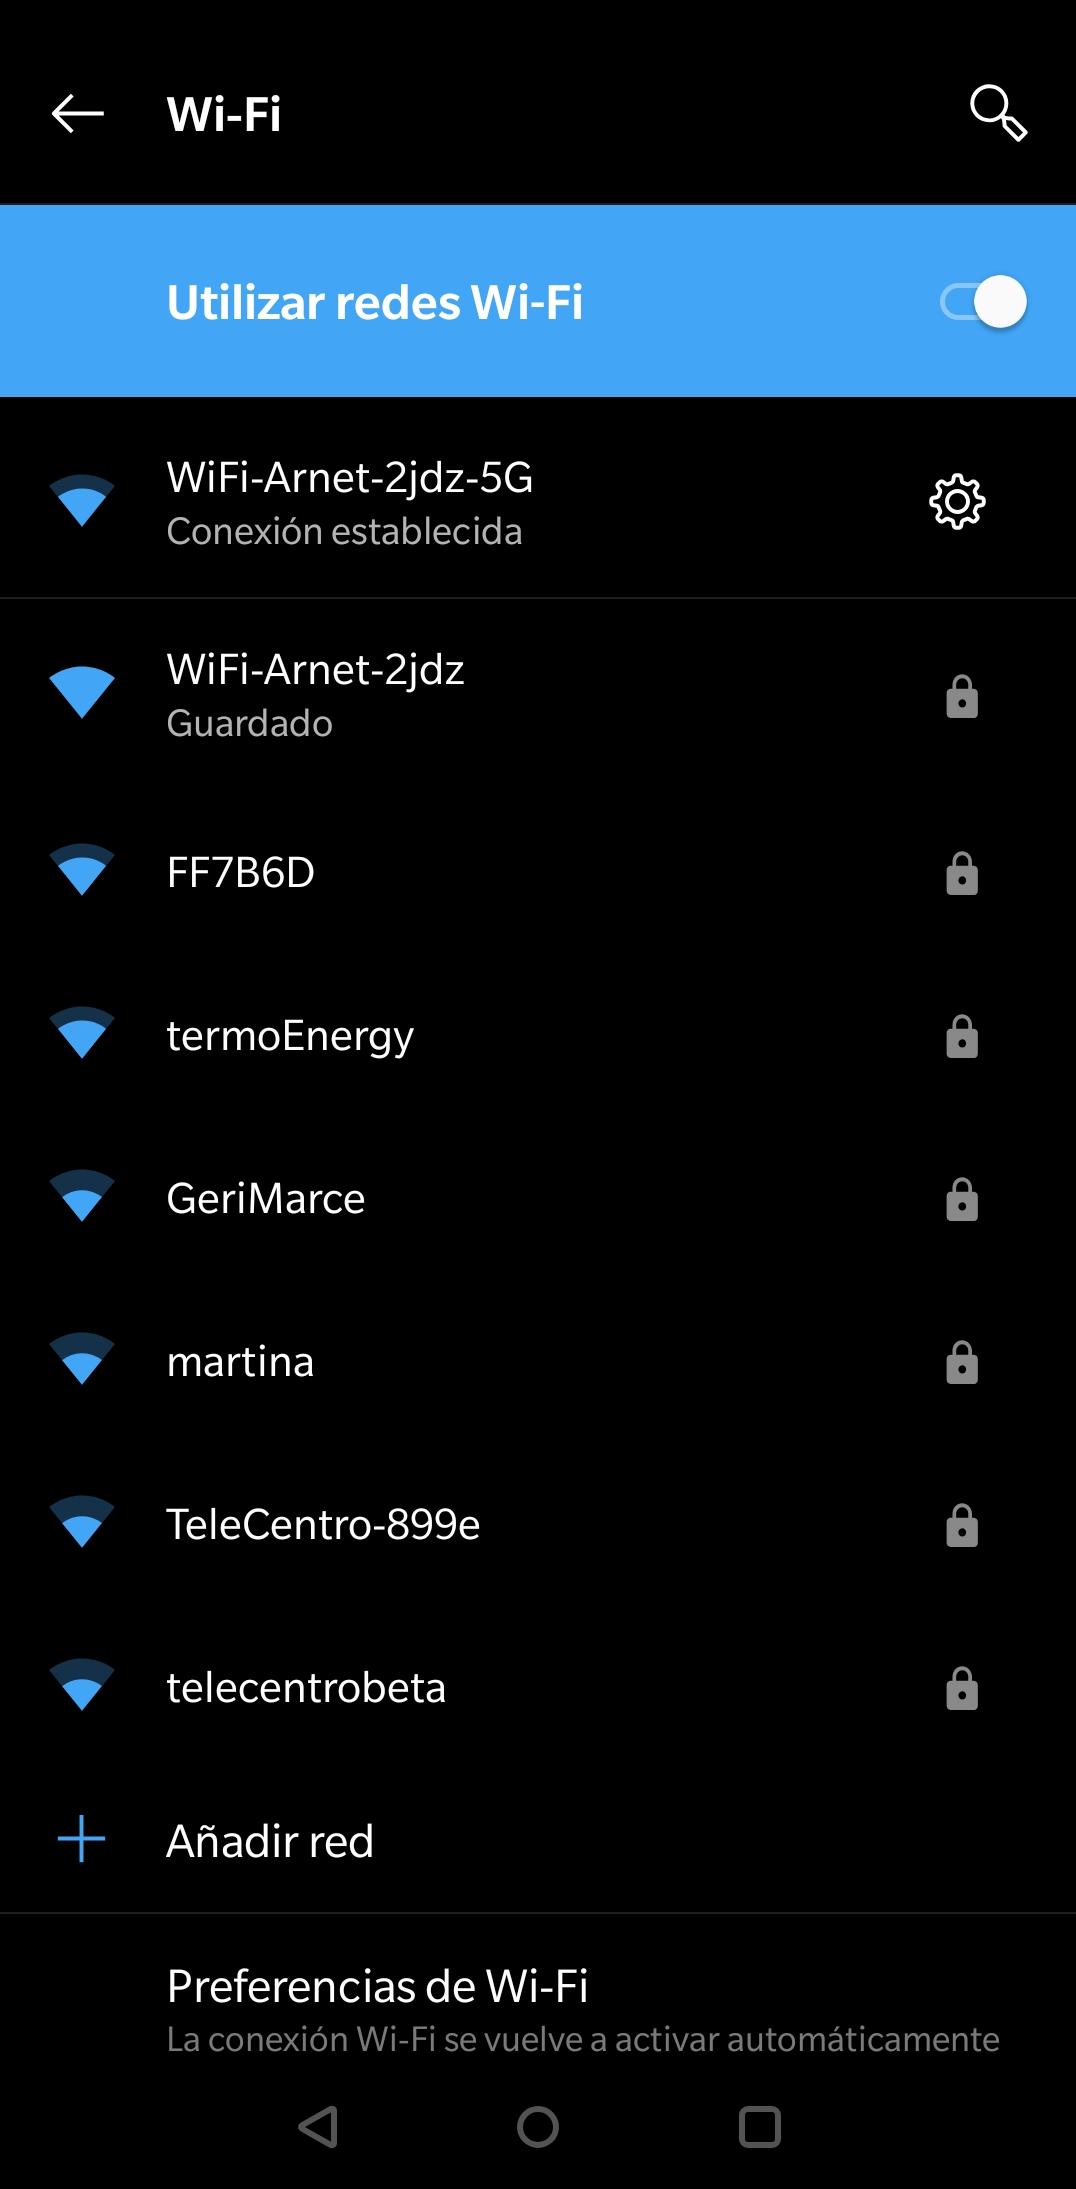 Wi-Fi
Utilizar redes Wi-Fi
WiFi-Arnet-2jdz-5G
Conexión establecida
WiFi-Arnet-2jdz
Guardado
FF7B6D
termoEnergy
GeriMarce
martina
TeleCentro-899e
telecentrobeta
Añadir red
Preferencias de Wi-Fi
La conexión Wi-Fi se vuelve a activar automáticamente